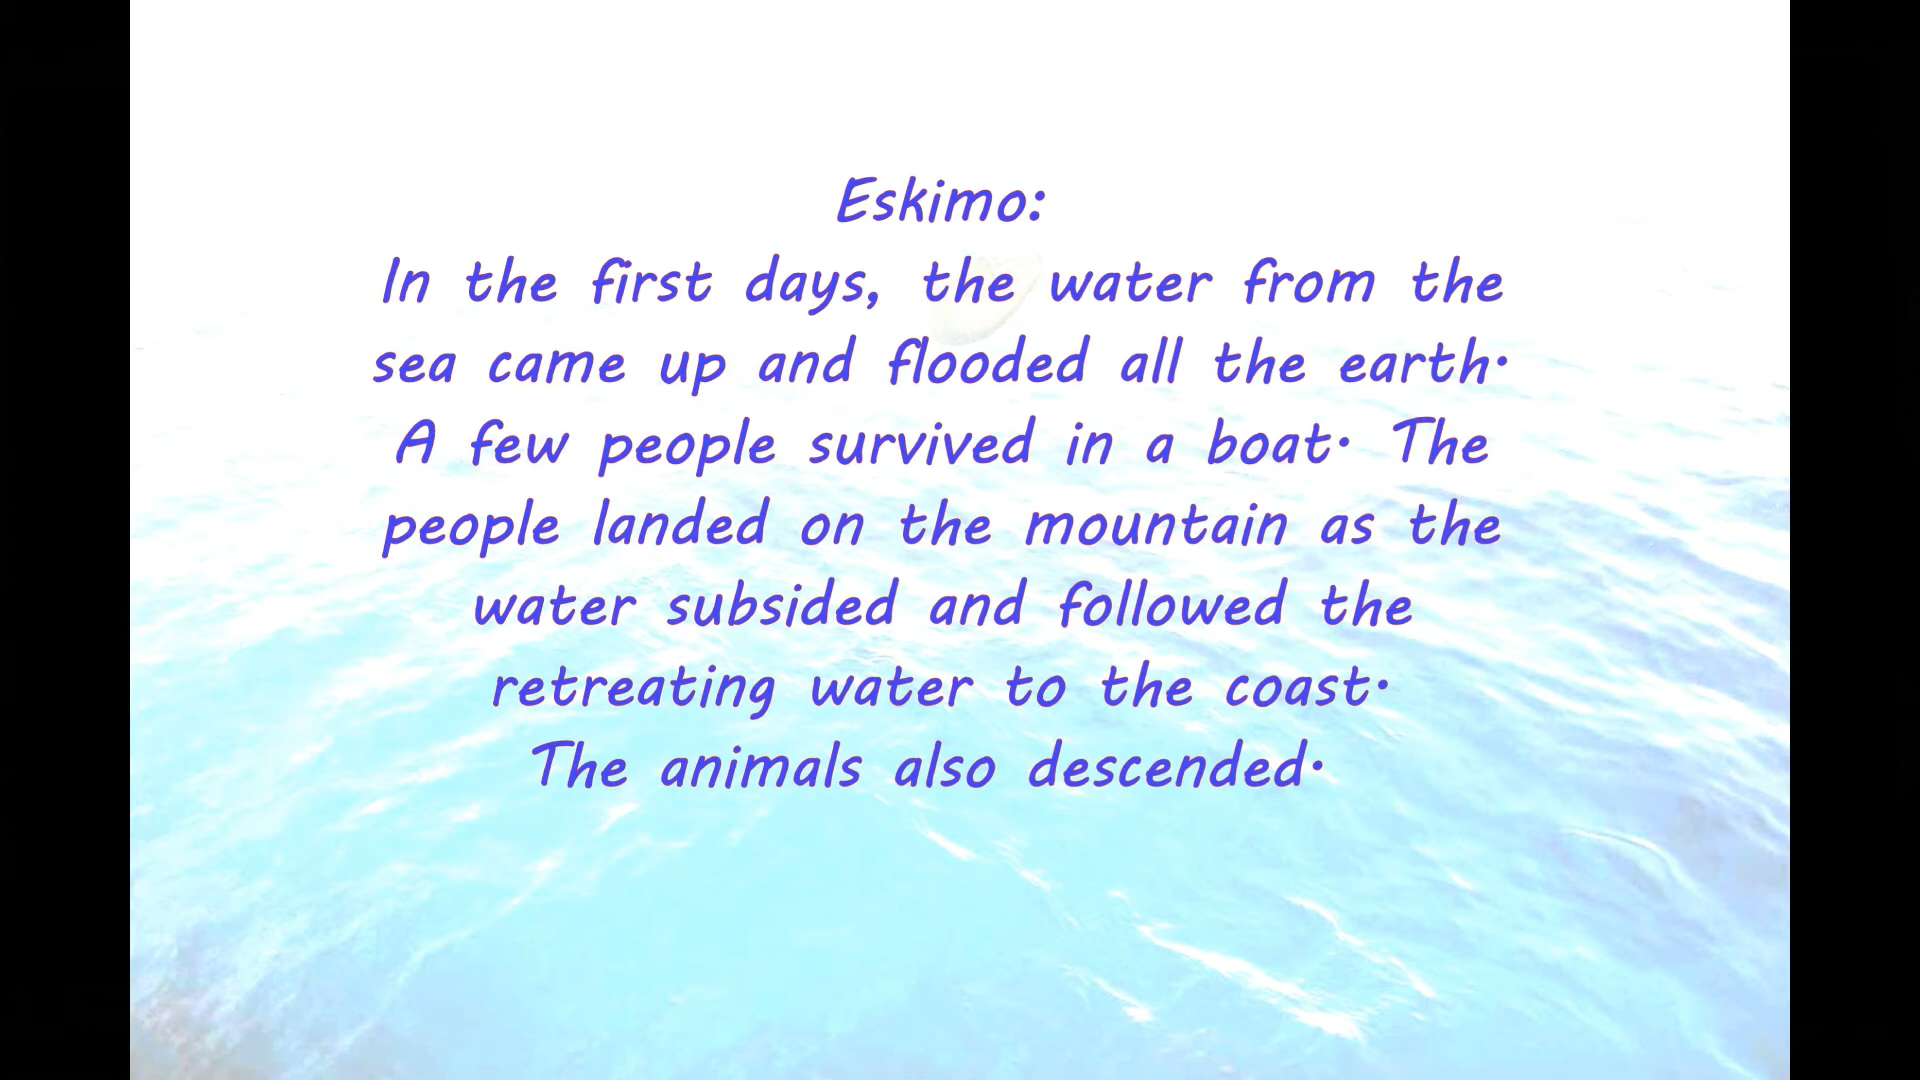 Eskimo:
In the first days, the water from the
sea came up and flooded all the earth.
A few people survived in a boat. The
people landed on the mountain as the
water subsided and followed the
retreating water to the coast.
The animals also descended.